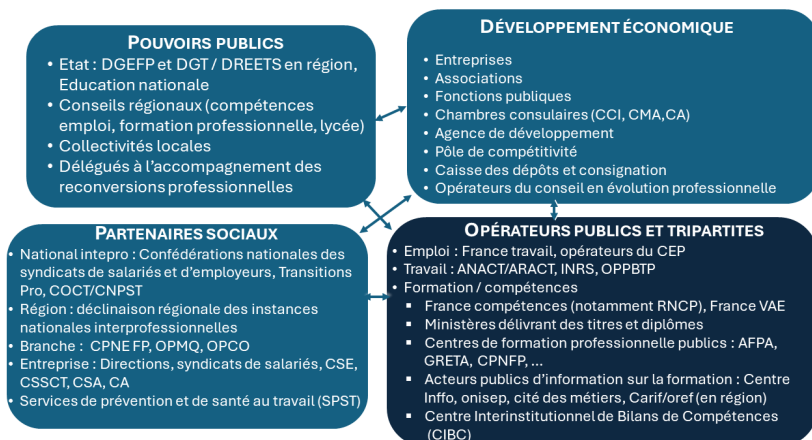 POUVOIRS PUBLICS
• Etat : DGEFP et DGT / DREETS en région,
Education nationale
• Conseils régionaux (compétences
emploi, formation professionnelle, lycée)
• Collectivités locales
• Délégués à l'accompagnement des
reconversions professionnelles
DÉVELOPPEMENT ÉCONOMIQUE
• Entreprises
• Associations
• Fonctions publiques
• Chambres consulaires (CCI, CMA,CA)
• Agence de développement
• Pôle de compétitivité
• Caisse des dépôts et consignation
• Opérateurs du conseil en évolution professionnelle
PARTENAIRES SOCIAUX
• National intepro : Confédérations nationales des
syndicats de salariés et d'employeurs, Transitions
Pro, COCT/CNPST
• Région : déclinaison régionale des instances
nationales interprofessionnelles
• Branche : CPNE FP, OPMQ, OPCO
• Entreprise : Directions, syndicats de salariés, CSE,
CSSCT, CSA, CA
• Services de prévention et de santé au travail (SPST)
OPÉRATEURS PUBLICS ET TRIPARTITES
• Emploi : France travail, opérateurs du CEP
• Travail : ANACT/ARACT, INRS, OPPBTP
• Formation / compétences
▪ France compétences (notamment RNCP), France VAE
▪ Ministères délivrant des titres et diplômes
▪ Centres de formation professionnelle publics : AFPA,
GRETA, CPNFP, ...
▪ Acteurs publics d'information sur la formation : Centre
Inffo, onisep, cité des métiers, Carif/oref (en région)
▪ Centre Interinstitutionnel de Bilans de Compétences
(CIBC)